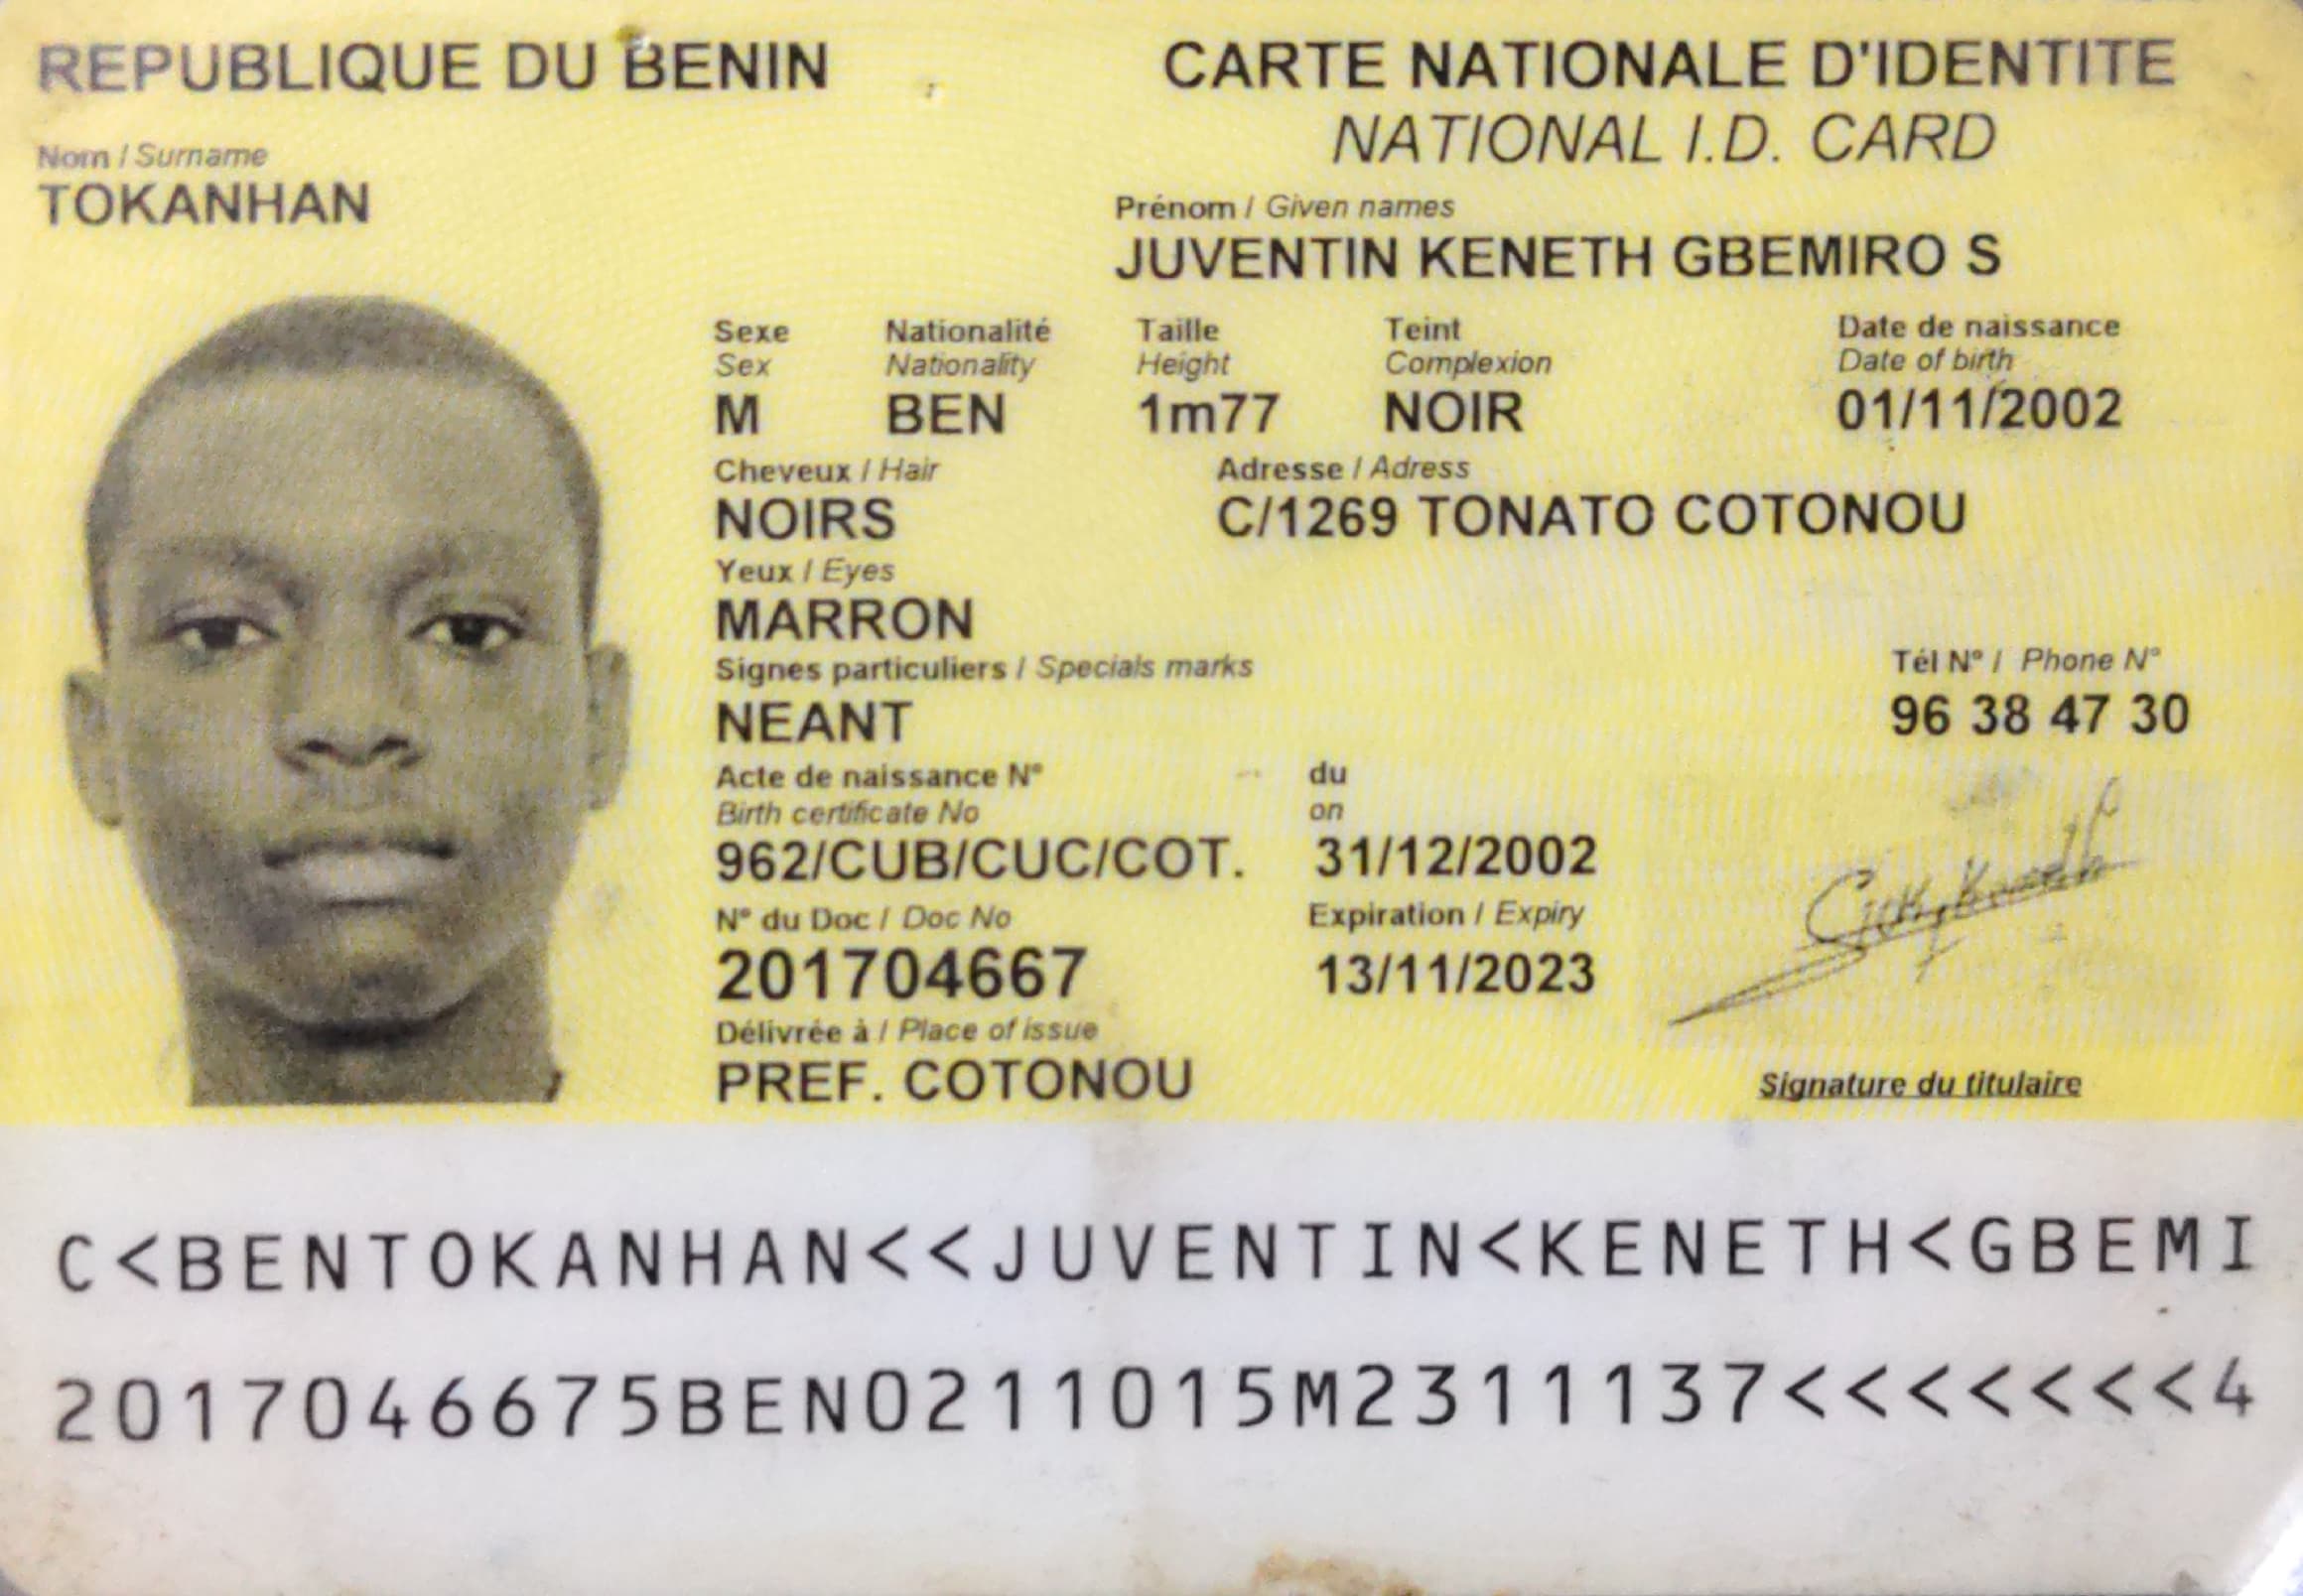 REPUBLIQUE DU BENIN
CARTE NATIONALE D'IDENTITE
NATIONAL I.D. CARD
Nom / Surname
TOKANHAN
Prénom / Given names
JUVENTIN KENETH GBEMIRO S
Sexe Nationalité Taille Teint Date de naissance
Sex Nationality Height Complexion Date of birth
M BEN 1m77 NOIR 01/11/2002
Cheveux / Hair Adresse / Adress
NOIRS C/1269 TONATO COTONOU
Yeux / Eyes
MARRON
Signes particuliers / Specials marks Tél N° / Phone N°
NEANT 96 38 47 30
Acte de naissance N° du
Birth certificate No on
962/CUB/CUC/COT. 31/12/2002
N° du Doc / Doc No Expiration / Expiry
201704667 13/11/2023
Délivrée à / Place of issue
PREF. COTONOU
Signature du titulaire
C<BENTOKANHAN<<JUVENTIN<KENETH<GBEMI
2017046675BEN0211015M2311137<<<<<<<4